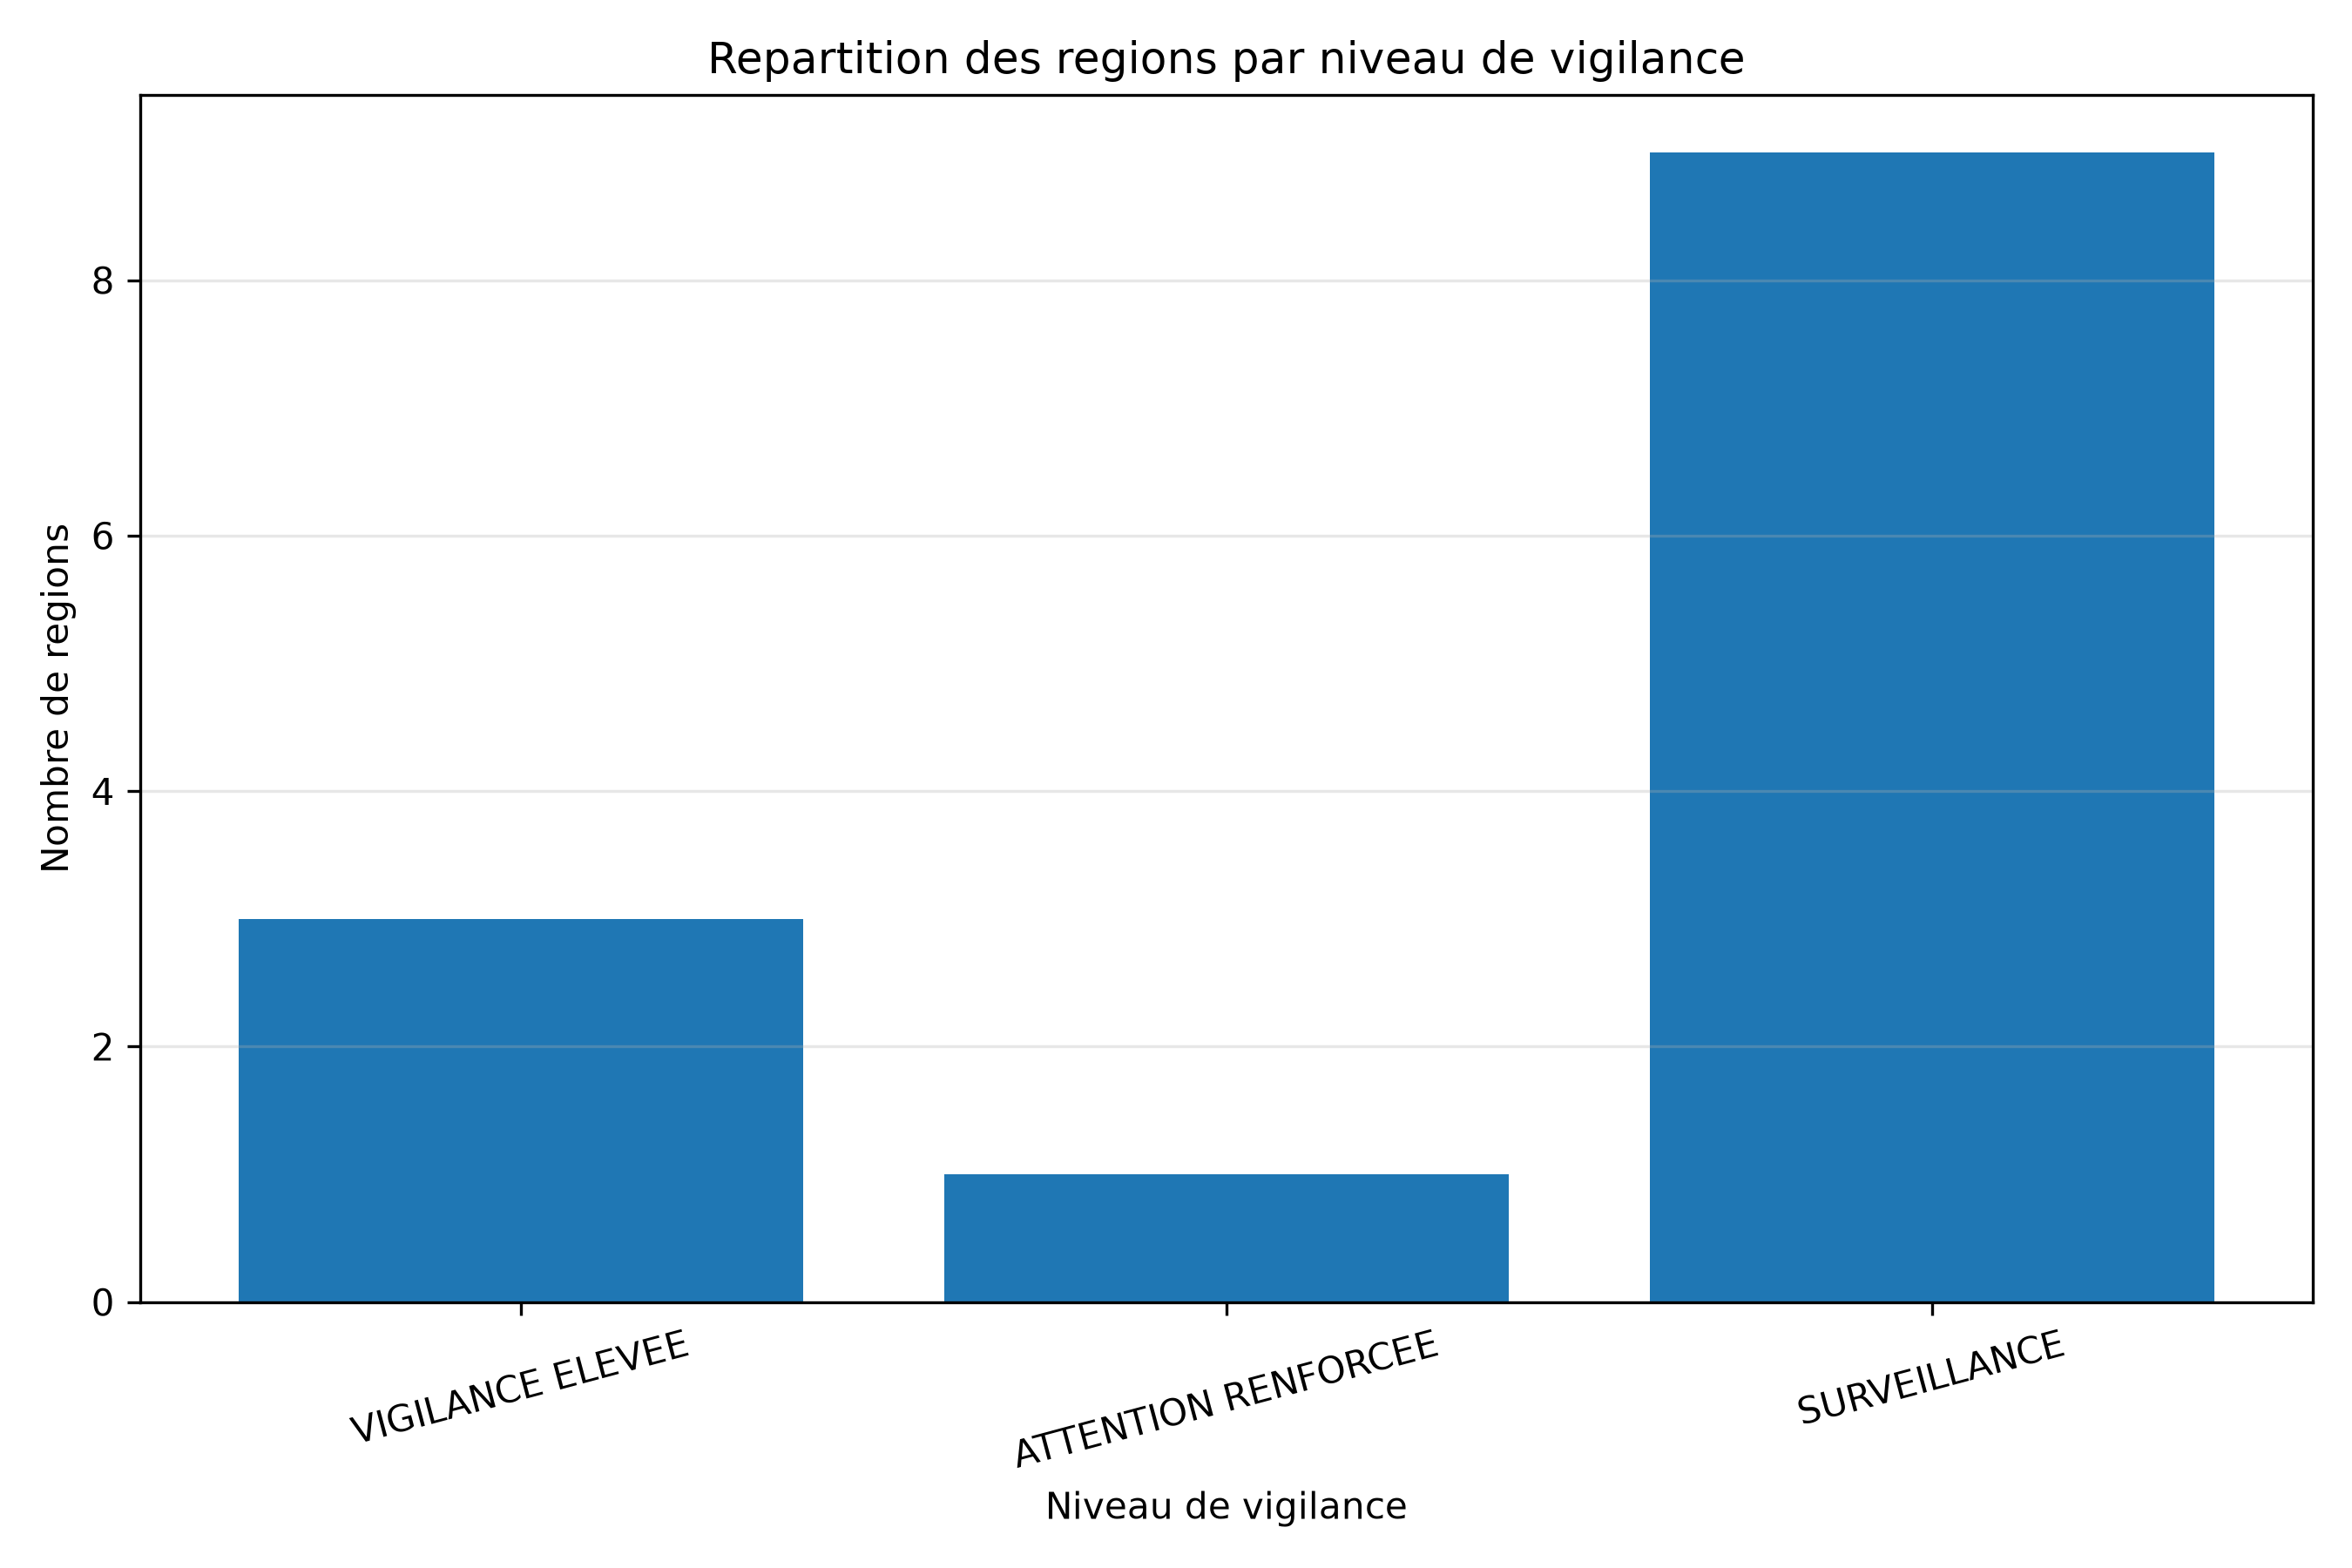 Repartition des regions par niveau de vigilance
Nombre de regions
8
6
4
2
0
VIGILANCE ELEVEE
ATTENTION RENFORCEE
SURVEILLANCE
Niveau de vigilance